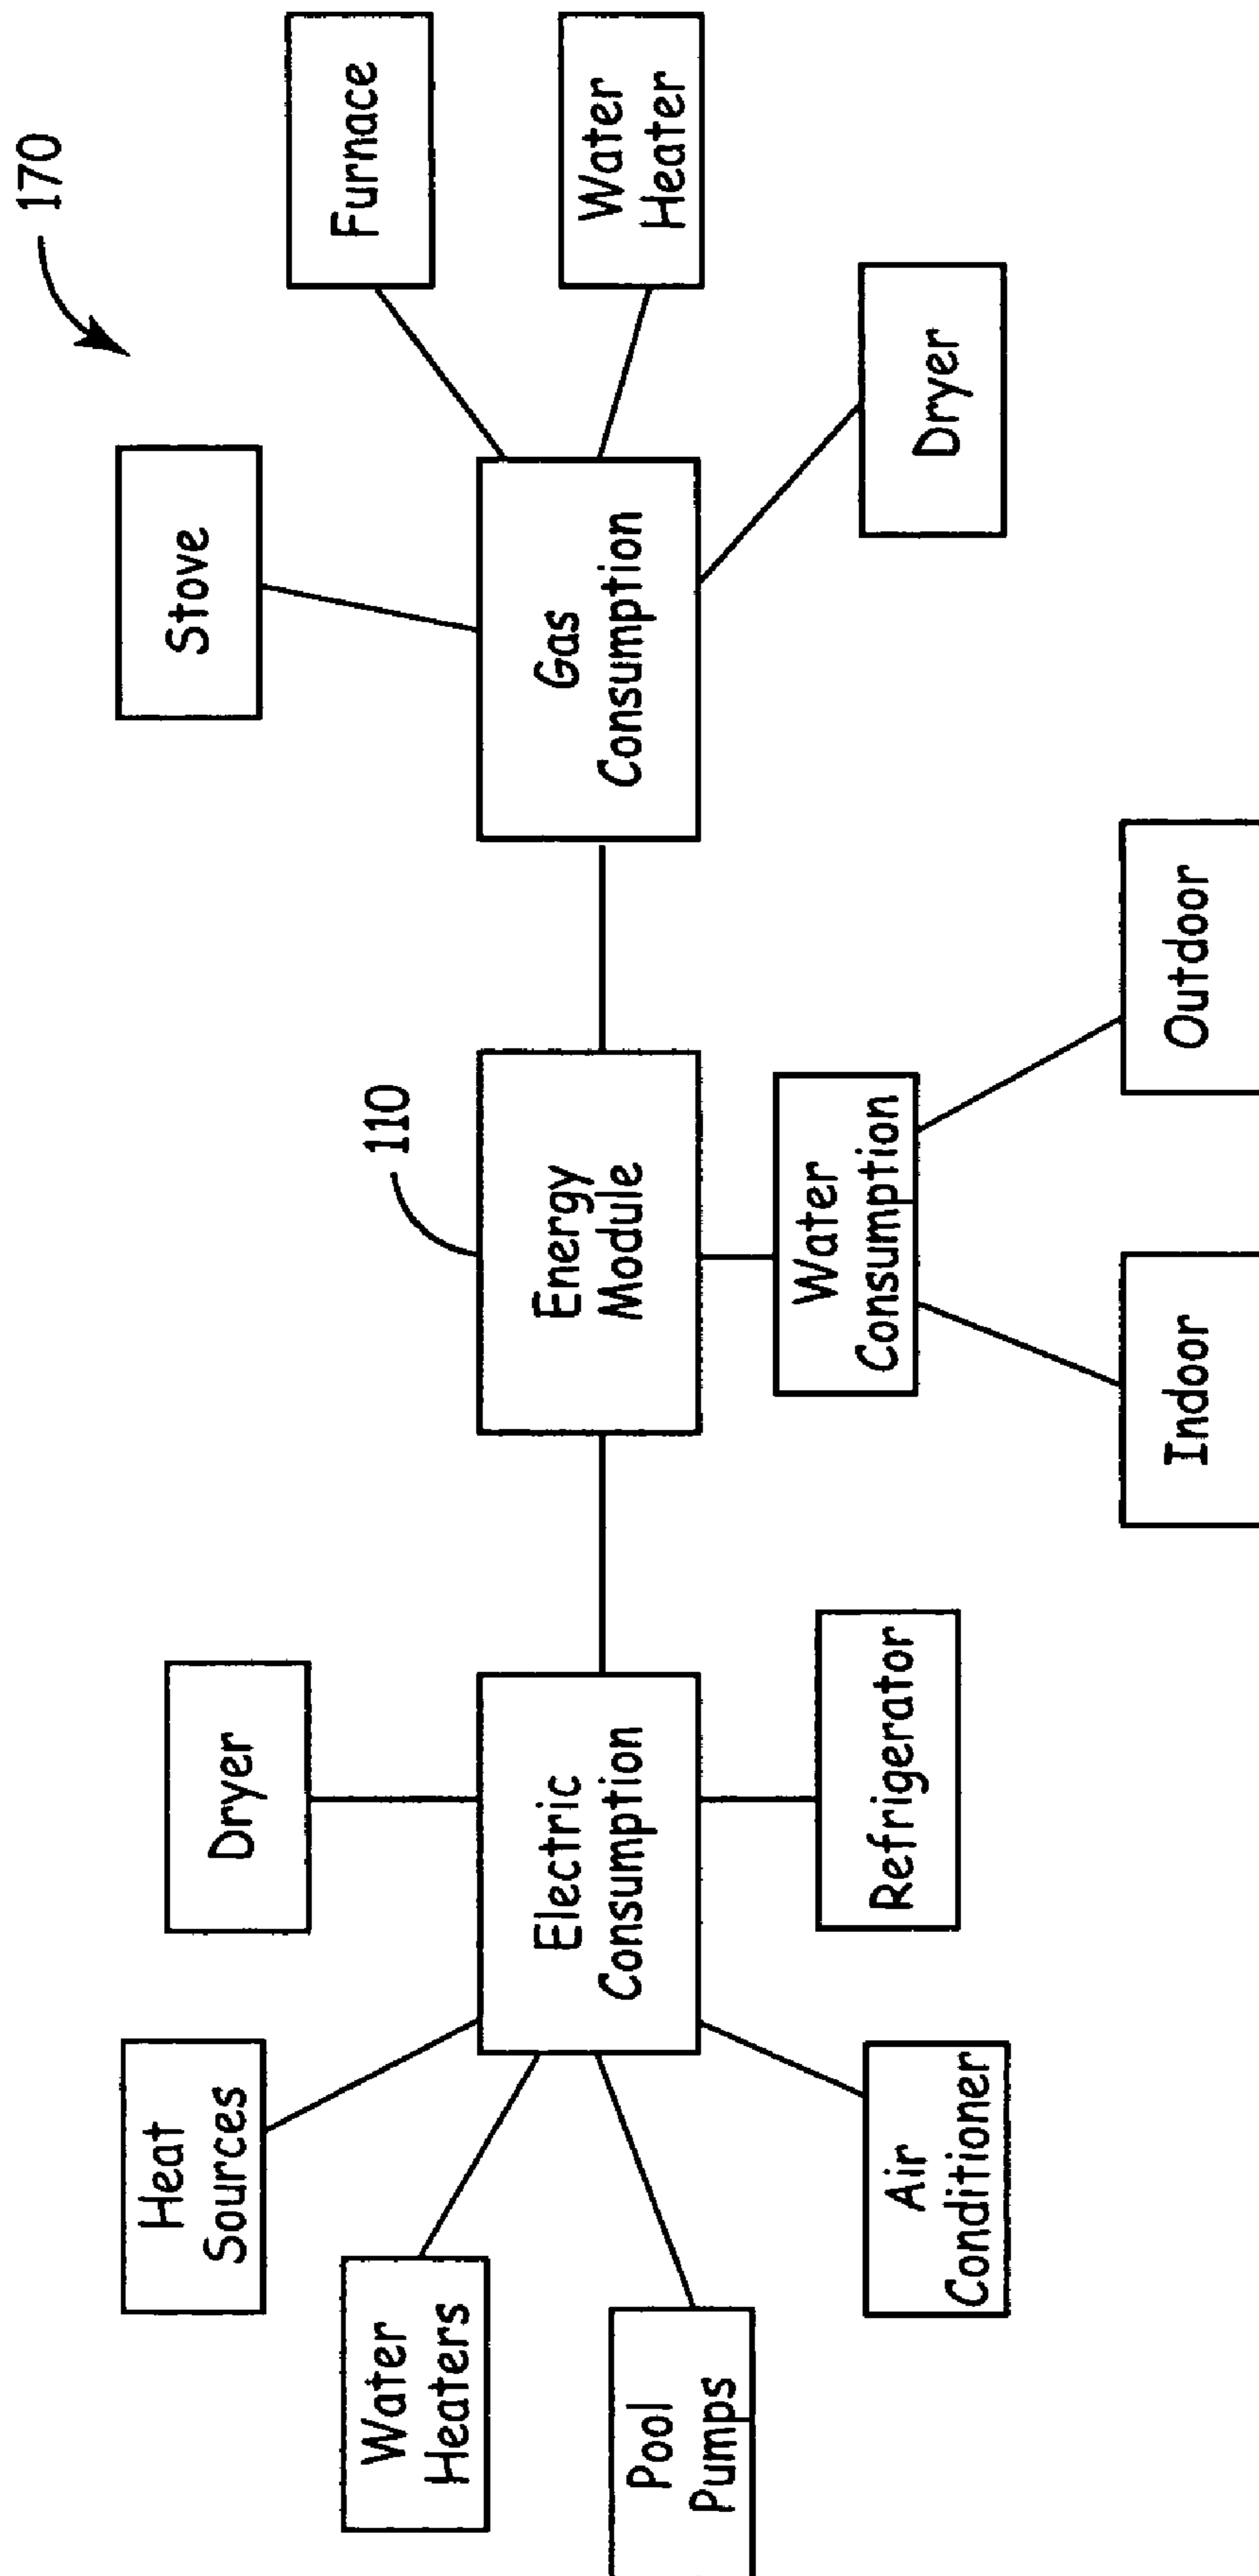 170
Heat
Sources
Dryer
Stove
Furnace
Water
Heaters
110
Electric
Consumption
Energy
Module
Gas
Consumption
Water
Heater
Pool
Pumps
Water
Consumption
Air
Conditioner
Refrigerator
Dryer
Indoor
Outdoor